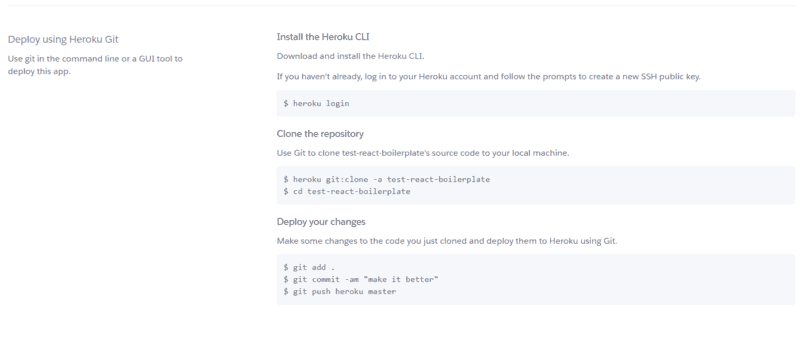 Deploy using Heroku Git
Use git in the command line or a GUI tool to
deploy this app.
Install the Heroku CLI
Download and install the Heroku CLI.
If you haven't already, log in to your Heroku account and follow the prompts to create a new SSH public key.
$ heroku login
Clone the repository
Use Git to clone test-react-boilerplate's source code to your local machine.
$ heroku git:clone -a test-react-boilerplate
$ cd test-react-boilerplate
Deploy your changes
Make some changes to the code you just cloned and deploy them to Heroku using Git.
$ git add .
$ git commit -am "make it better"
$ git push heroku master